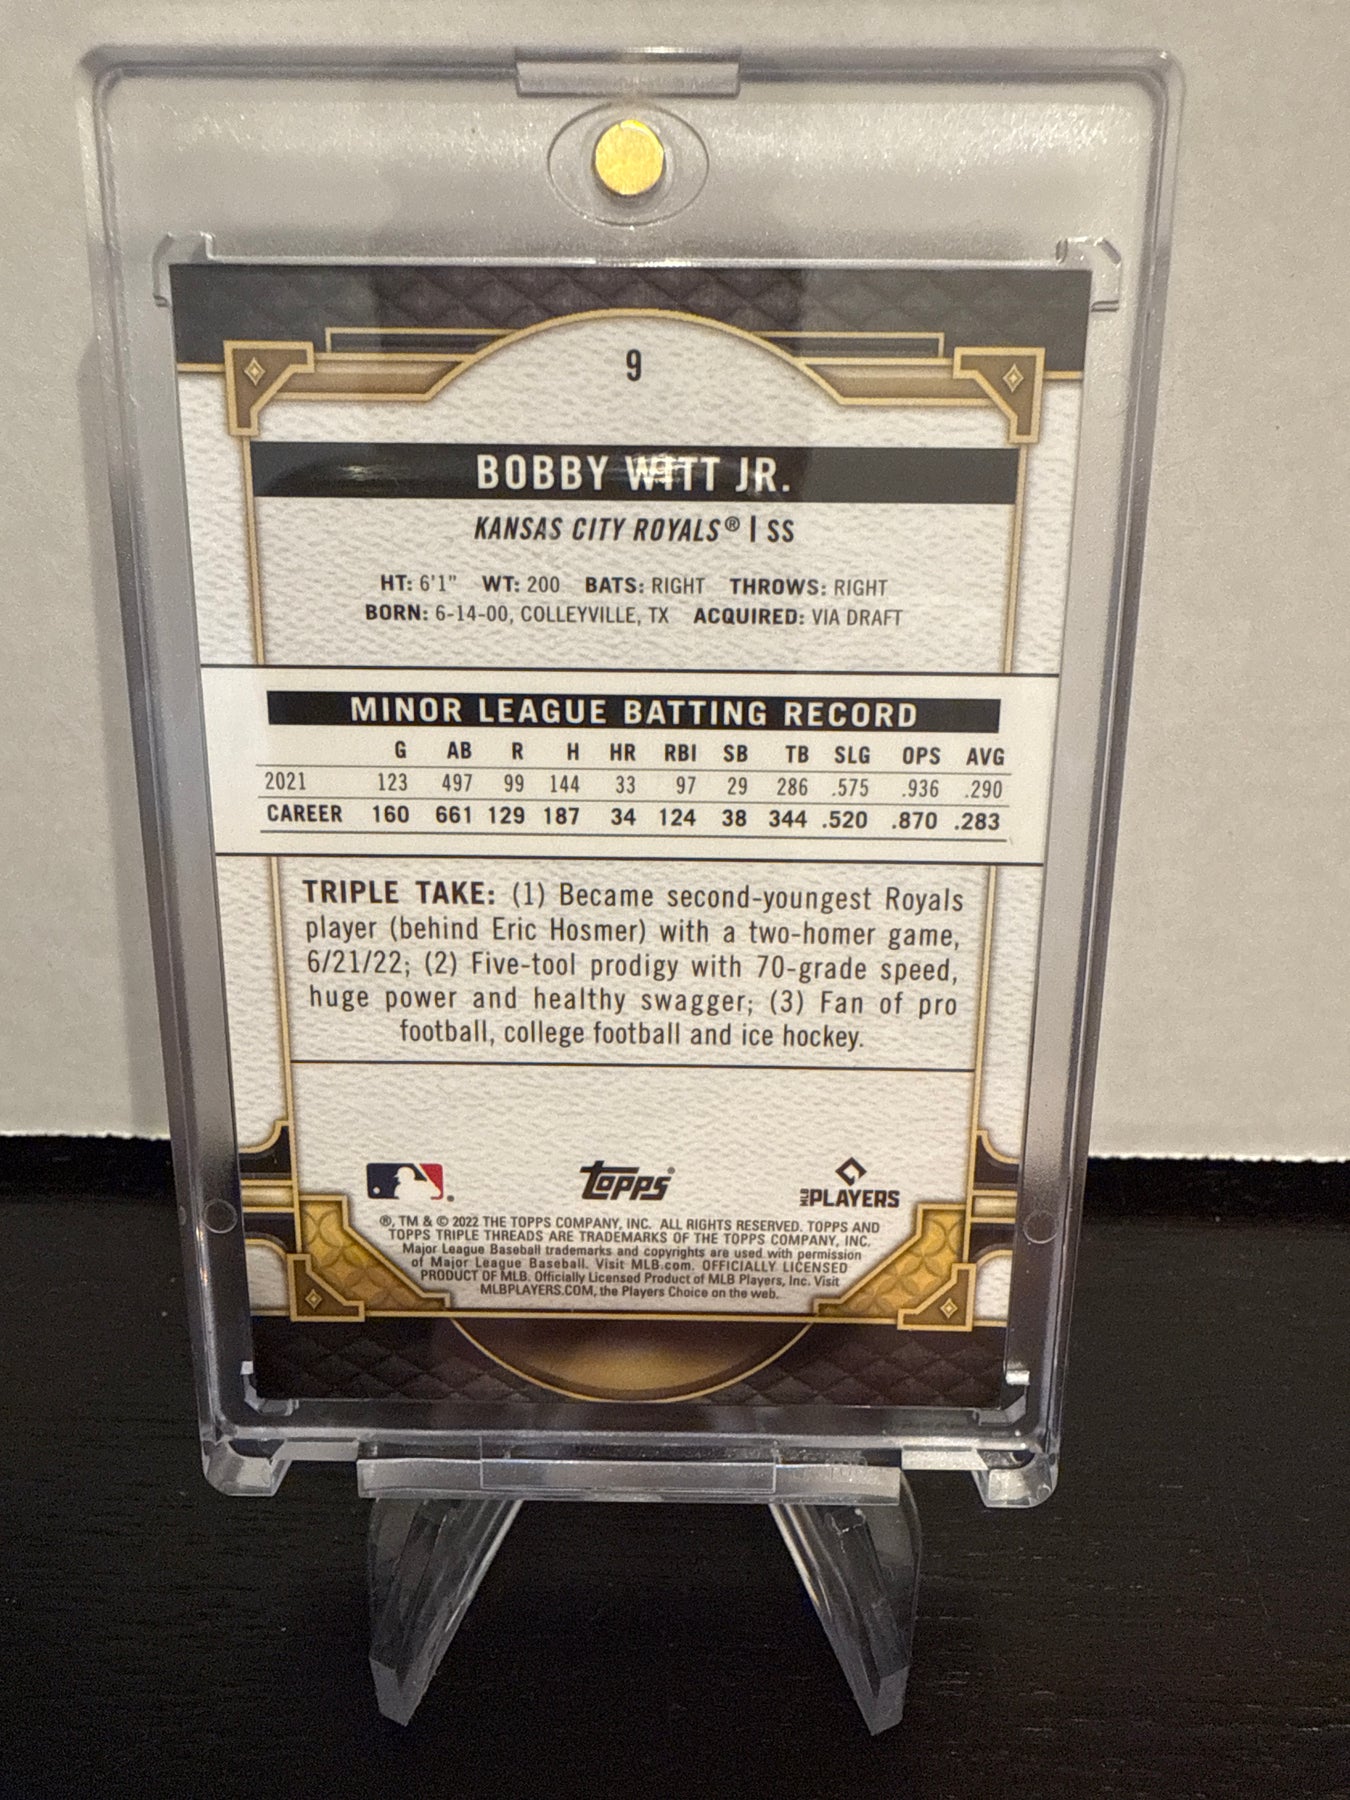 9
BOBBY WITT JR.
KANSAS CITY ROYALS® | SS
HT: 6'1" WT: 200 BATS: RIGHT THROWS: RIGHT
BORN: 6-14-00, COLLEYVILLE, TX ACQUIRED: VIA DRAFT
MINOR LEAGUE BATTING RECORD
G AB R H HR RBI SB TB SLG OPS AVG
2021 123 497 99 144 33 97 29 286 .575 .936 .290
CAREER 160 661 129 187 34 124 38 344 .520 .870 .283
TRIPLE TAKE: (1) Became second-youngest Royals
player (behind Eric Hosmer) with a two-homer game,
6/21/22; (2) Five-tool prodigy with 70-grade speed,
huge power and healthy swagger; (3) Fan of pro
football, college football and ice hockey.
Topps® MLB PLAYERS
®, TM & © 2022 THE TOPPS COMPANY, INC. ALL RIGHTS RESERVED. TOPPS AND
TOPPS TRIPLE THREADS ARE TRADEMARKS OF THE TOPPS COMPANY, INC.
Major League Baseball trademarks and copyrights are used with permission
of Major League Baseball. Visit MLB.com. OFFICIALLY LICENSED
PRODUCT OF MLB. Officially Licensed Product of MLB Players, Inc. Visit
MLBPLAYERS.COM, the Players Choice on the web.